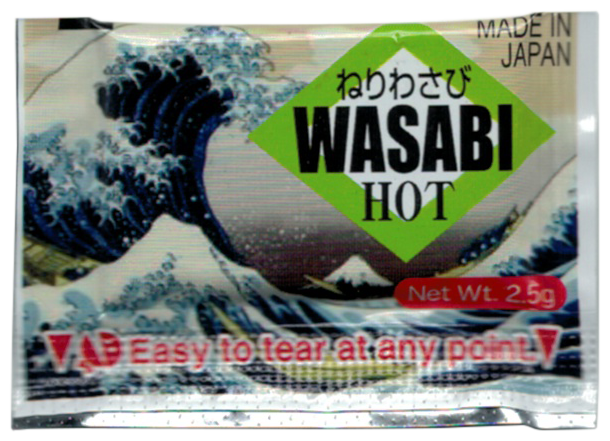 MADE IN
JAPAN
ねりわさび
WASABI
HOT
Net Wt. 2.5g
Easy to tear at any point.